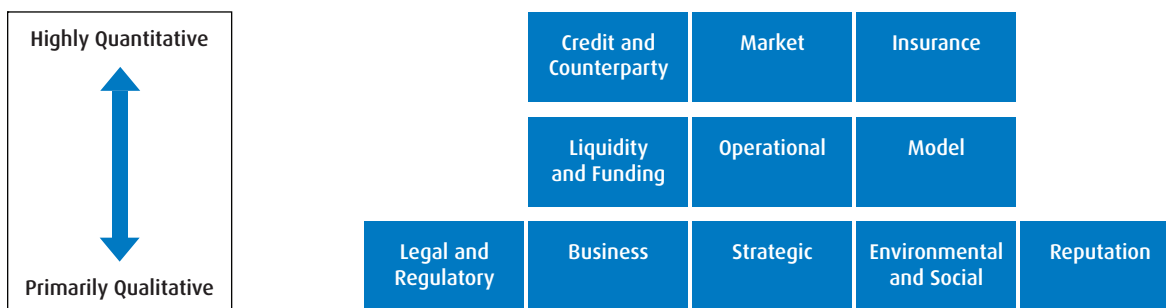 Highly Quantitative
Primarily Qualitative
Credit and
Counterparty
Market
Insurance
Liquidity
and Funding
Operational
Model
Legal and
Regulatory
Business
Strategic
Environmental
and Social
Reputation